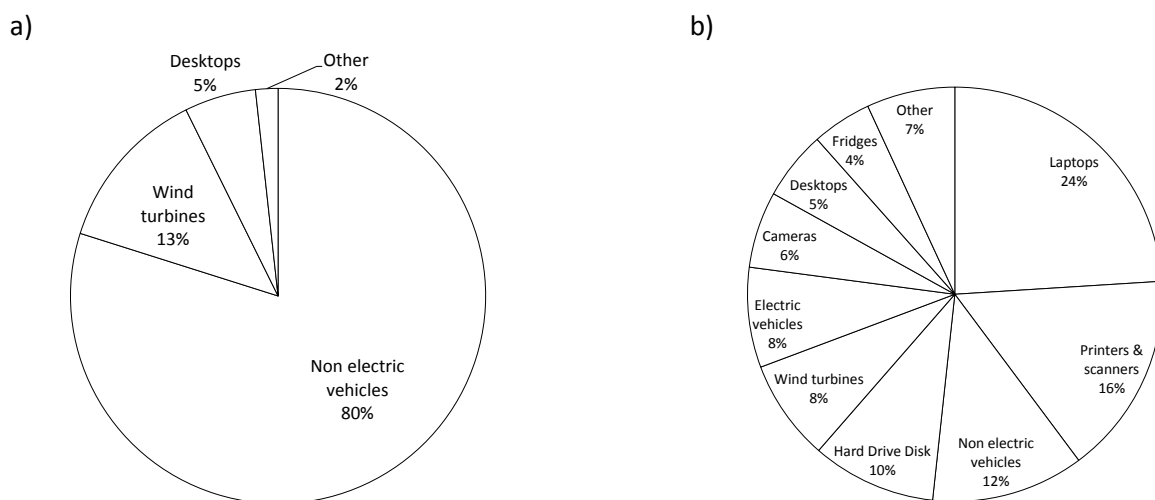 a)
Desktops
5%
Other
2%
Wind
turbines
13%
Non electric
vehicles
80%
b)
Other
7%
Fridges
4%
Desktops
5%
Cameras
6%
Electric
vehicles
8%
Wind turbines
8%
Hard Drive Disk
10%
Non electric
vehicles
12%
Printers &
scanners
16%
Laptops
24%